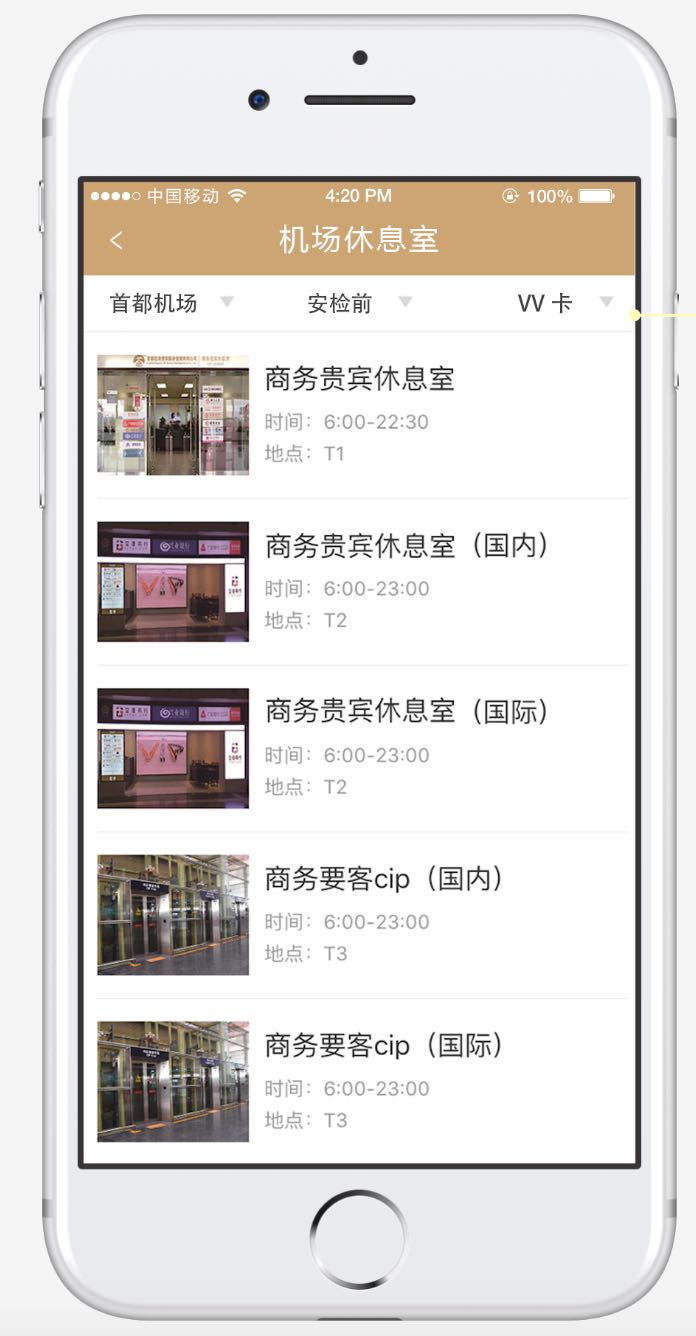 中国移动
4:20 PM
100%
<
机场休息室
首都机场
安检前
VV 卡
商务贵宾休息室
时间：6:00-22:30
地点：T1
商务贵宾休息室（国内）
时间：6:00-23:00
地点：T2
商务贵宾休息室（国际）
时间：6:00-23:00
地点：T2
商务要客cip（国内）
时间：6:00-23:00
地点：T3
商务要客cip（国际）
时间：6:00-23:00
地点：T3